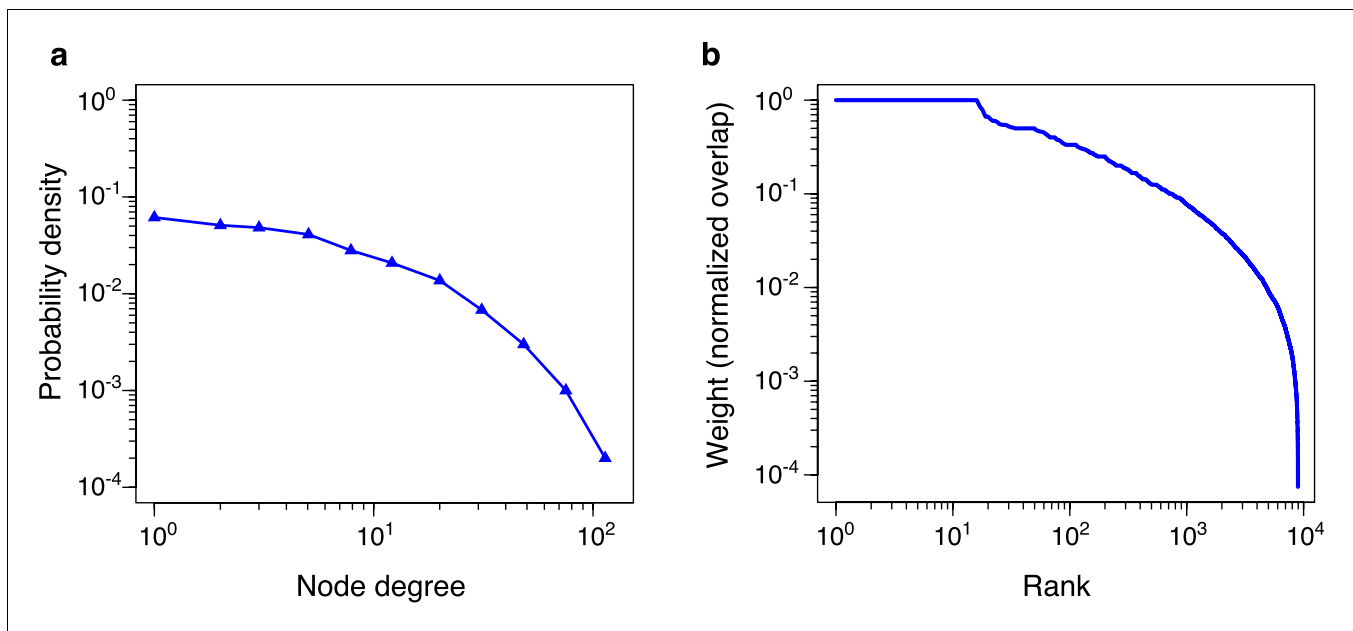 a
Probability density
10^0
10^-1
10^-2
10^-3
10^-4
10^0 10^1 10^2
Node degree
b
Weight (normalized overlap)
10^0
10^-1
10^-2
10^-3
10^-4
10^0 10^1 10^2 10^3 10^4
Rank